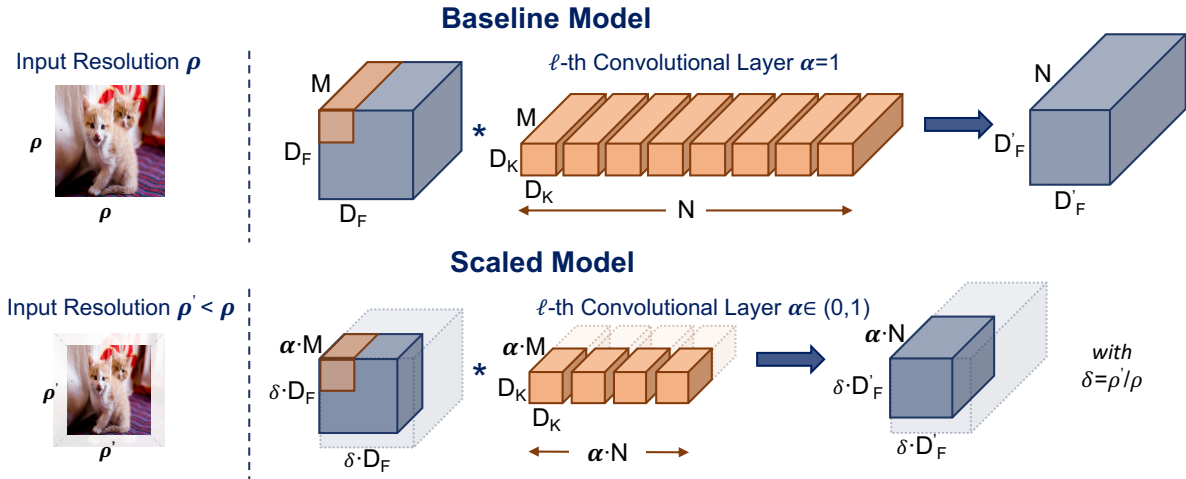 Baseline Model
Input Resolution ρ
ℓ-th Convolutional Layer α=1
M
M
N
ρ
*
D_F
D_K
D'_F
ρ
D_F
D_K
N
D'_F
Scaled Model
Input Resolution ρ' < ρ
ℓ-th Convolutional Layer α∈ (0,1)
α·M
α·M
α·N
with
δ=ρ'/ρ
ρ'
δ·D_F
*
D_K
δ·D'_F
ρ'
δ·D_F
D_K
α·N
δ·D'_F